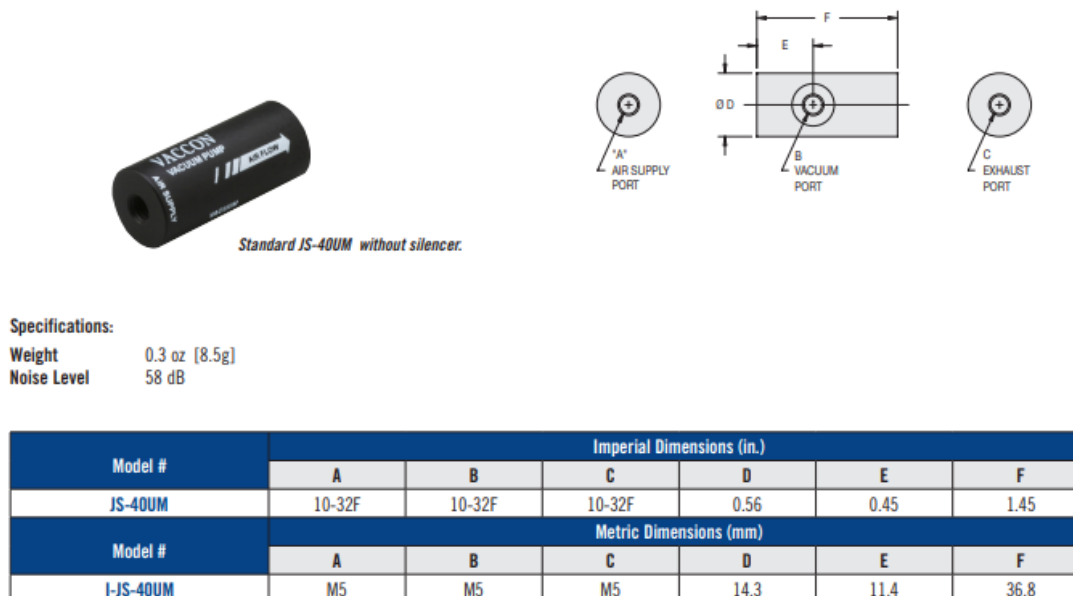 F
E
Ø D
"A"
AIR SUPPLY
PORT
B
VACUUM
PORT
C
EXHAUST
PORT
VACCON
VACUUM PUMP
AIR FLOW
AIR SUPPLY
Standard JS-40UM without silencer.
Specifications:
Weight 0.3 oz [8.5g]
Noise Level 58 dB
Model # Imperial Dimensions (in.)
A B C D E F
JS-40UM 10-32F 10-32F 10-32F 0.56 0.45 1.45
Model # Metric Dimensions (mm)
A B C D E F
I-JS-40UM M5 M5 M5 14.3 11.4 36.8